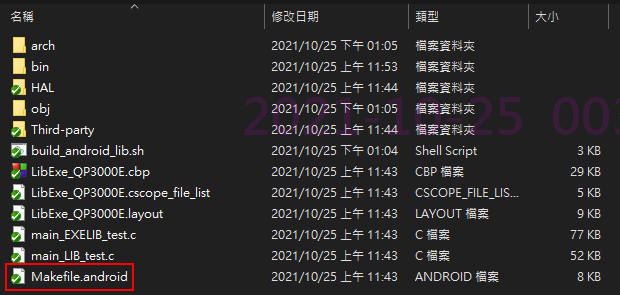 名稱 修改日期 類型 大小
arch 2021/10/25 下午 01:05 檔案資料夾
bin 2021/10/25 上午 11:53 檔案資料夾
HAL 2021/10/25 上午 11:44 檔案資料夾
obj 2021/10/25 下午 01:05 檔案資料夾
Third-party 2021/10/25 上午 11:44 檔案資料夾
build_android_lib.sh 2021/10/25 下午 01:04 Shell Script 3 KB
LibExe_QP3000E.cbp 2021/10/25 上午 11:43 CBP 檔案 29 KB
LibExe_QP3000E.cscope_file_list 2021/10/25 上午 11:43 CSCOPE_FILE_LIS... 5 KB
LibExe_QP3000E.layout 2021/10/25 上午 11:43 LAYOUT 檔案 9 KB
main_EXELIB_test.c 2021/10/25 上午 11:43 C 檔案 77 KB
main_LIB_test.c 2021/10/25 上午 11:43 C 檔案 52 KB
Makefile.android 2021/10/25 上午 11:43 ANDROID 檔案 8 KB